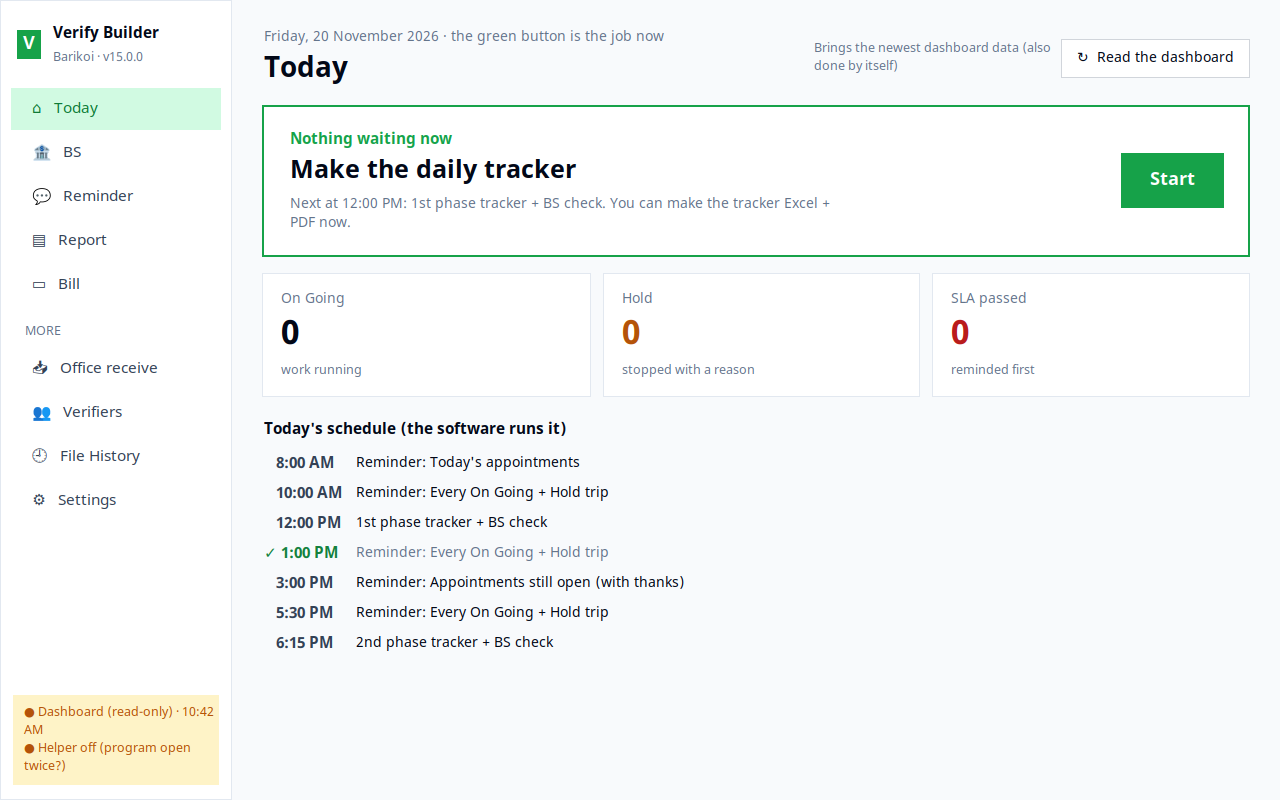 V
Verify Builder
Barikoi · v15.0.0
⌂ Today
🏦 BS
💬 Reminder
▤ Report
▭ Bill
MORE
📥 Office receive
👥 Verifiers
🕘 File History
⚙ Settings
● Dashboard (read-only) · 10:42
AM
● Helper off (program open
twice?)
Friday, 20 November 2026 · the green button is the job now
Today
Brings the newest dashboard data (also
done by itself)
↻ Read the dashboard
Nothing waiting now
Make the daily tracker
Next at 12:00 PM: 1st phase tracker + BS check. You can make the tracker Excel +
PDF now.
Start
On Going
0
work running
Hold
0
stopped with a reason
SLA passed
0
reminded first
Today's schedule (the software runs it)
8:00 AM Reminder: Today's appointments
10:00 AM Reminder: Every On Going + Hold trip
12:00 PM 1st phase tracker + BS check
✓ 1:00 PM Reminder: Every On Going + Hold trip
3:00 PM Reminder: Appointments still open (with thanks)
5:30 PM Reminder: Every On Going + Hold trip
6:15 PM 2nd phase tracker + BS check